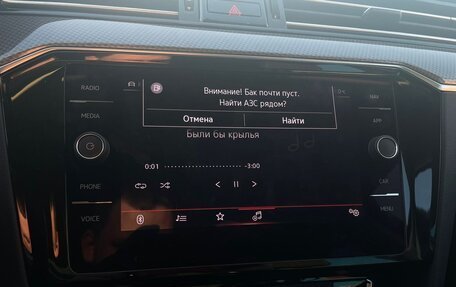 RADIO
MEDIA
PHONE
VOICE
Внимание! Бак почти пуст.
Найти АЗС рядом?
Отмена Найти
Были бы крылья
0:01 -3:00
NAV
APP
CAR
MENU